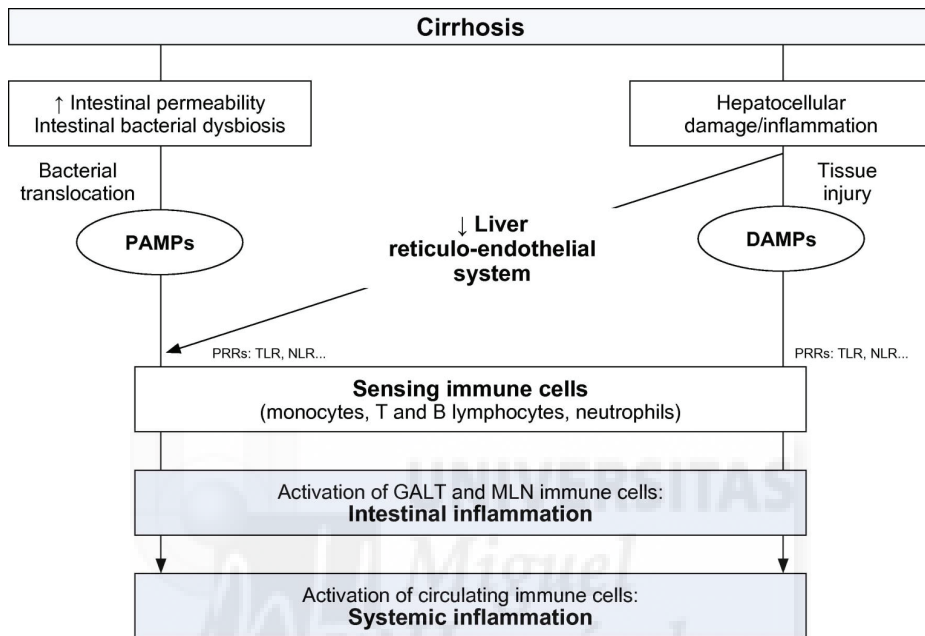 Cirrhosis
↑ Intestinal permeability
Intestinal bacterial dysbiosis
Hepatocellular
damage/inflammation
Bacterial
translocation
Tissue
injury
↓ Liver
reticulo-endothelial
system
PAMPs
DAMPs
PRRs: TLR, NLR...
PRRs: TLR, NLR...
Sensing immune cells
(monocytes, T and B lymphocytes, neutrophils)
UNIVERSITAS
Activation of GALT and MLN immune cells:
Intestinal inflammation
Miguel
Activation of circulating immune cells:
Systemic inflammation